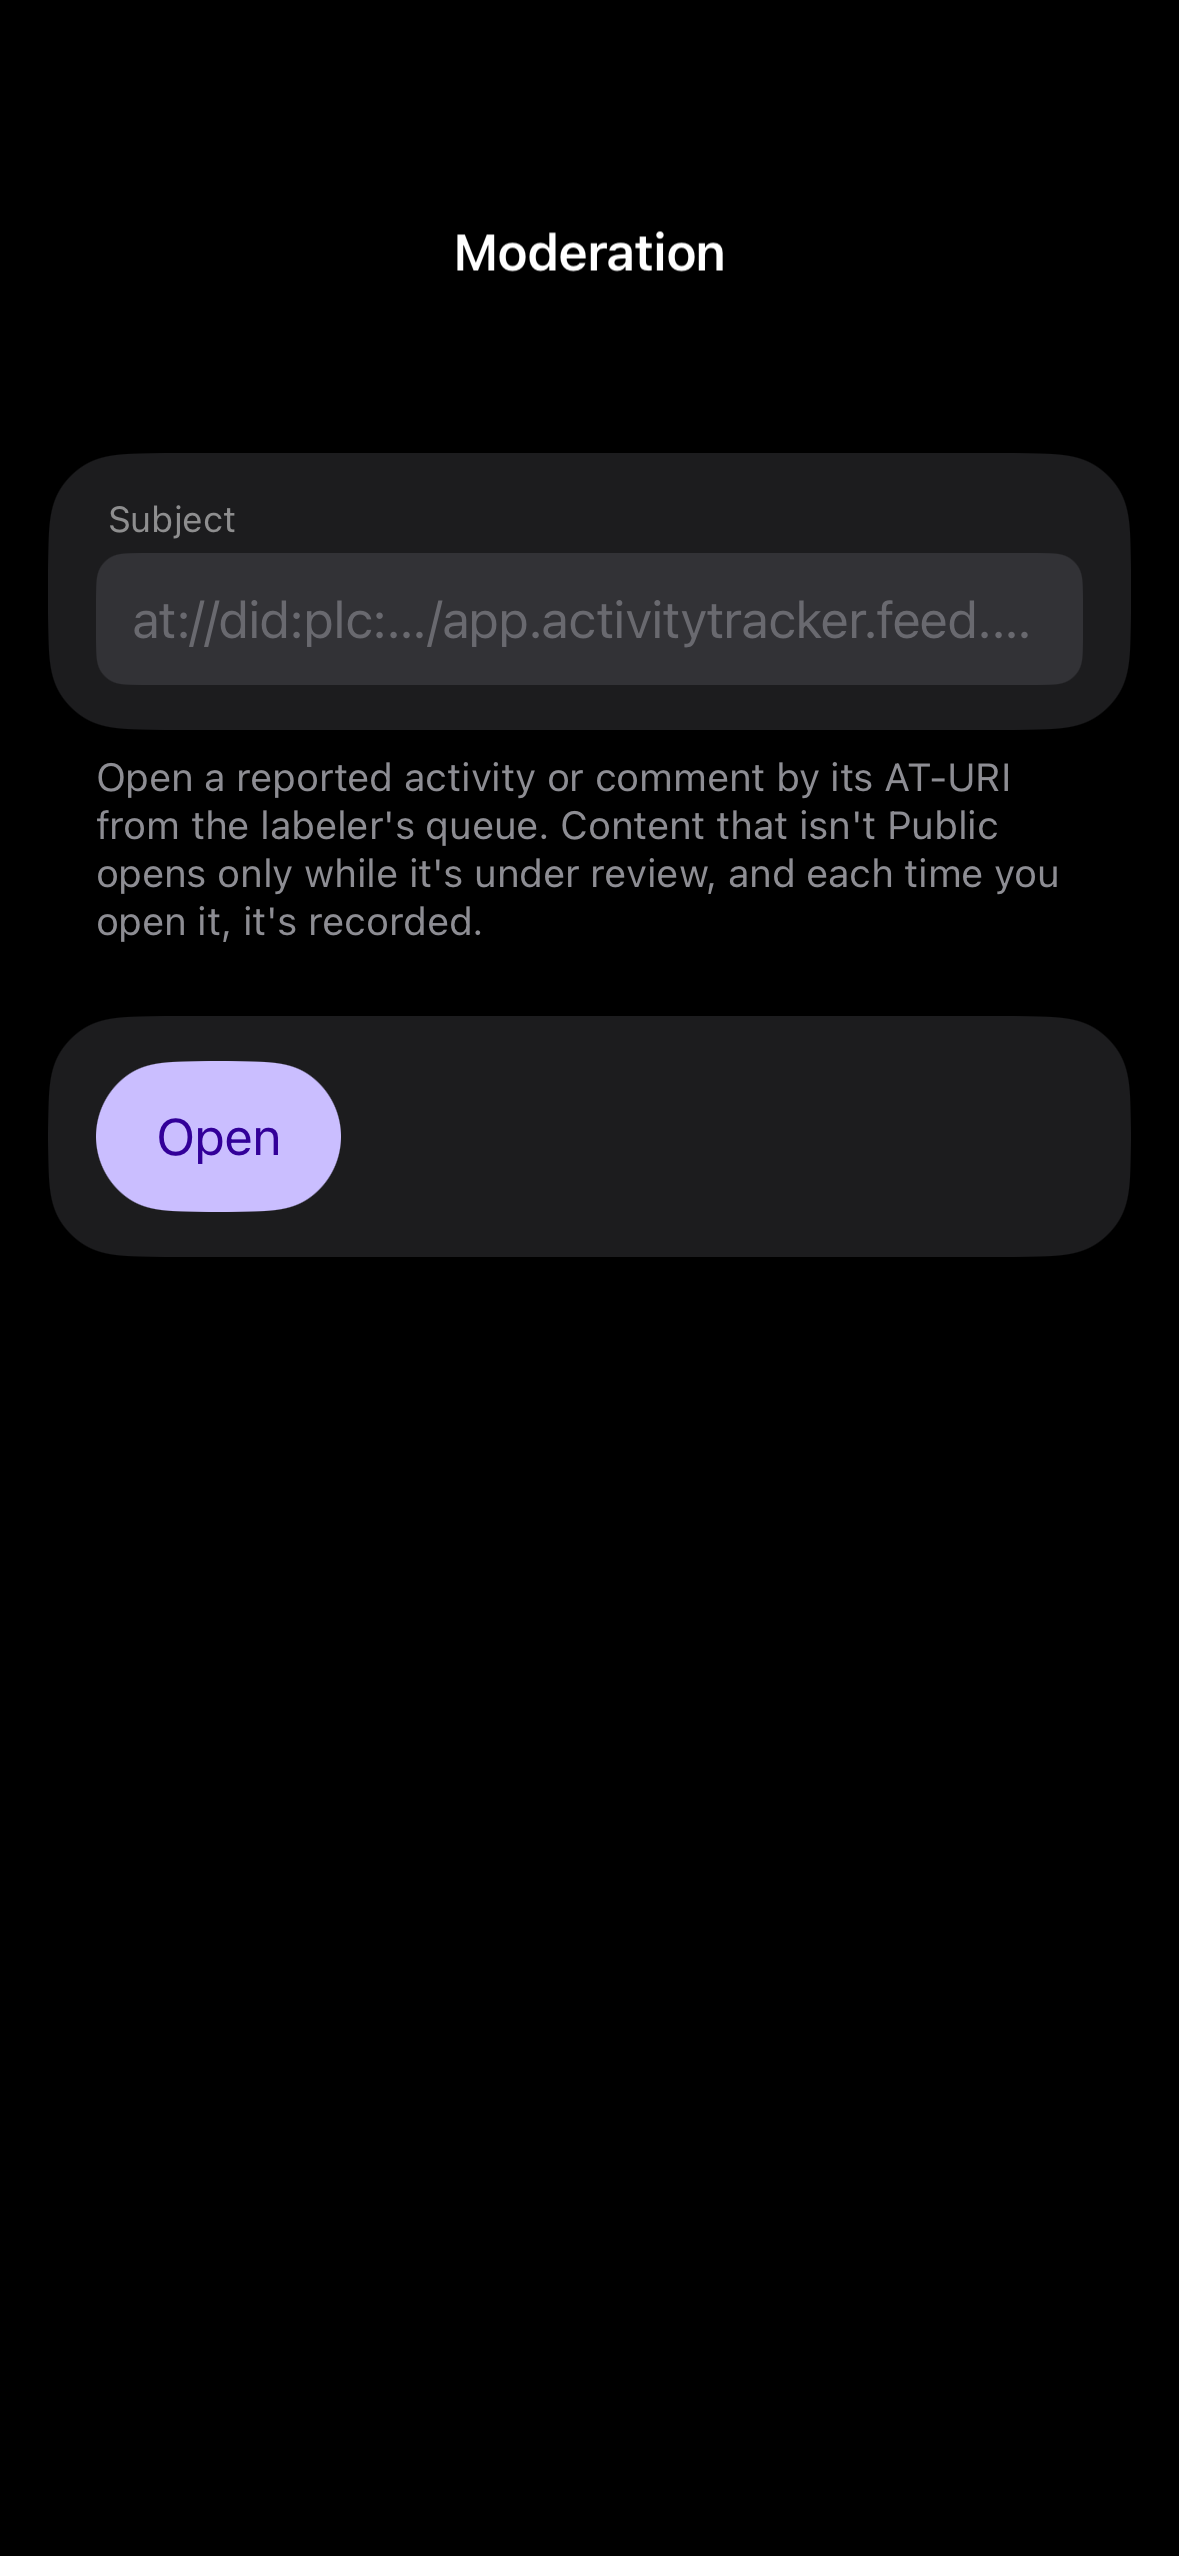 Moderation
Subject
at://did:plc:.../app.activitytracker.feed....
Open a reported activity or comment by its AT-URI
from the labeler's queue. Content that isn't Public
opens only while it's under review, and each time you
open it, it's recorded.
Open